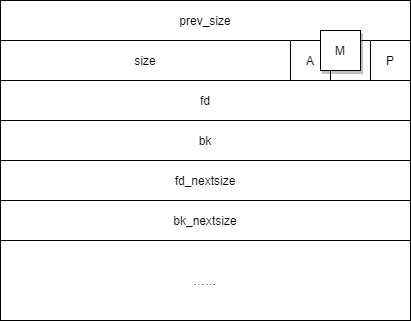 prev_size
size A M P
fd
bk
fd_nextsize
bk_nextsize
……